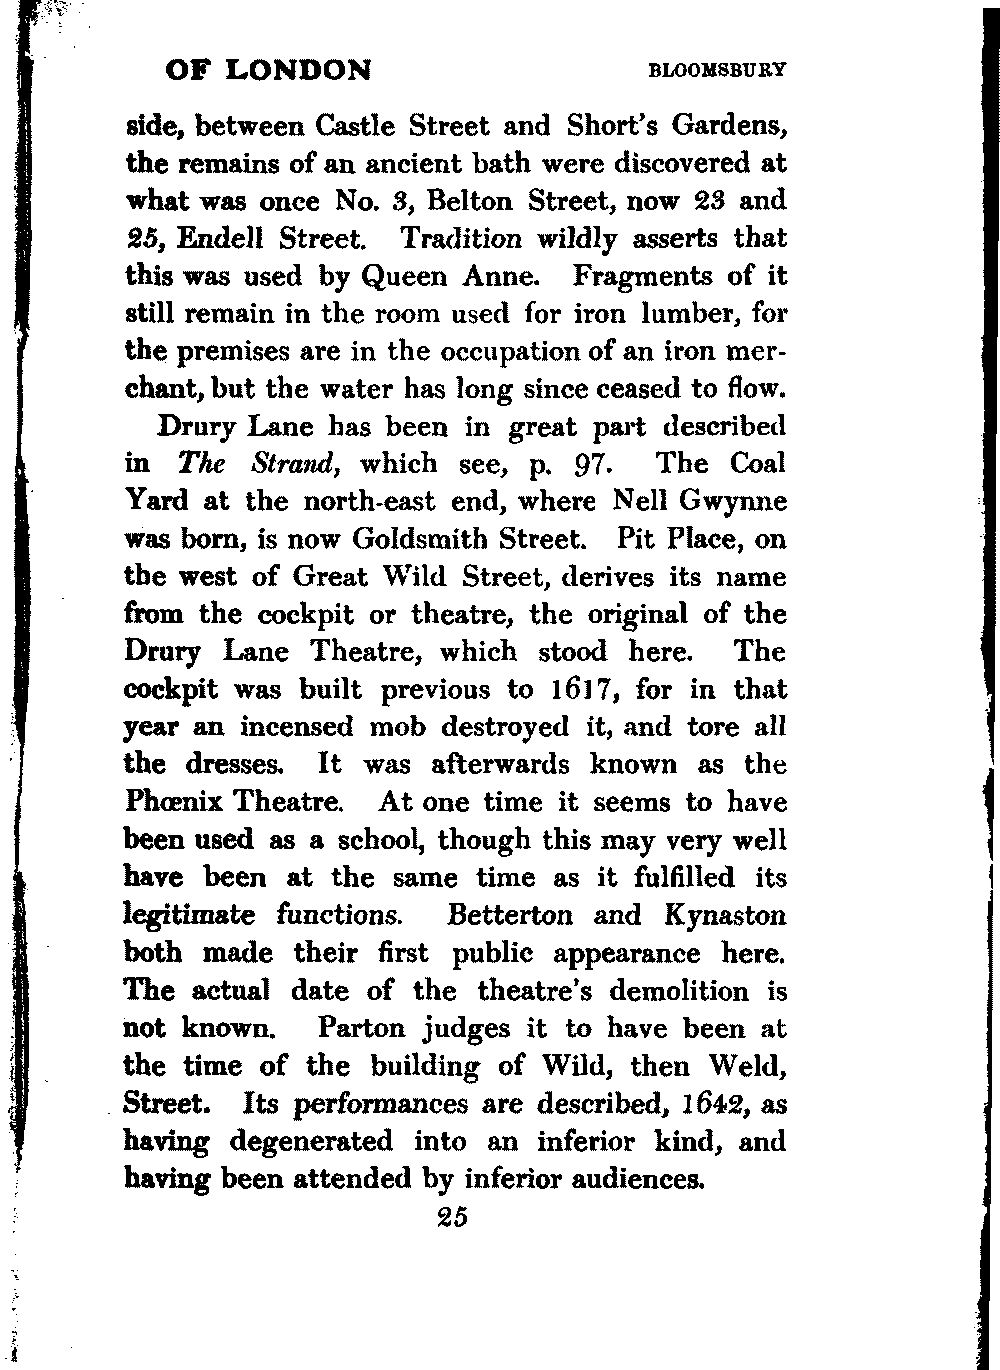 OF LONDON BLOOMSBURY
side, between Castle Street and Short's Gardens,
the remains of an ancient bath were discovered at
what was once No. 3, Belton Street, now 23 and
25, Endell Street. Tradition wildly asserts that
this was used by Queen Anne. Fragments of it
still remain in the room used for iron lumber, for
the premises are in the occupation of an iron mer-
chant, but the water has long since ceased to flow.
Drury Lane has been in great part described
in The Strand, which see, p. 97. The Coal
Yard at the north-east end, where Nell Gwynne
was born, is now Goldsmith Street. Pit Place, on
the west of Great Wild Street, derives its name
from the cockpit or theatre, the original of the
Drury Lane Theatre, which stood here. The
cockpit was built previous to 1617, for in that
year an incensed mob destroyed it, and tore all
the dresses. It was afterwards known as the
Phœnix Theatre. At one time it seems to have
been used as a school, though this may very well
have been at the same time as it fulfilled its
legitimate functions. Betterton and Kynaston
both made their first public appearance here.
The actual date of the theatre's demolition is
not known. Parton judges it to have been at
the time of the building of Wild, then Weld,
Street. Its performances are described, 1642, as
having degenerated into an inferior kind, and
having been attended by inferior audiences.
25